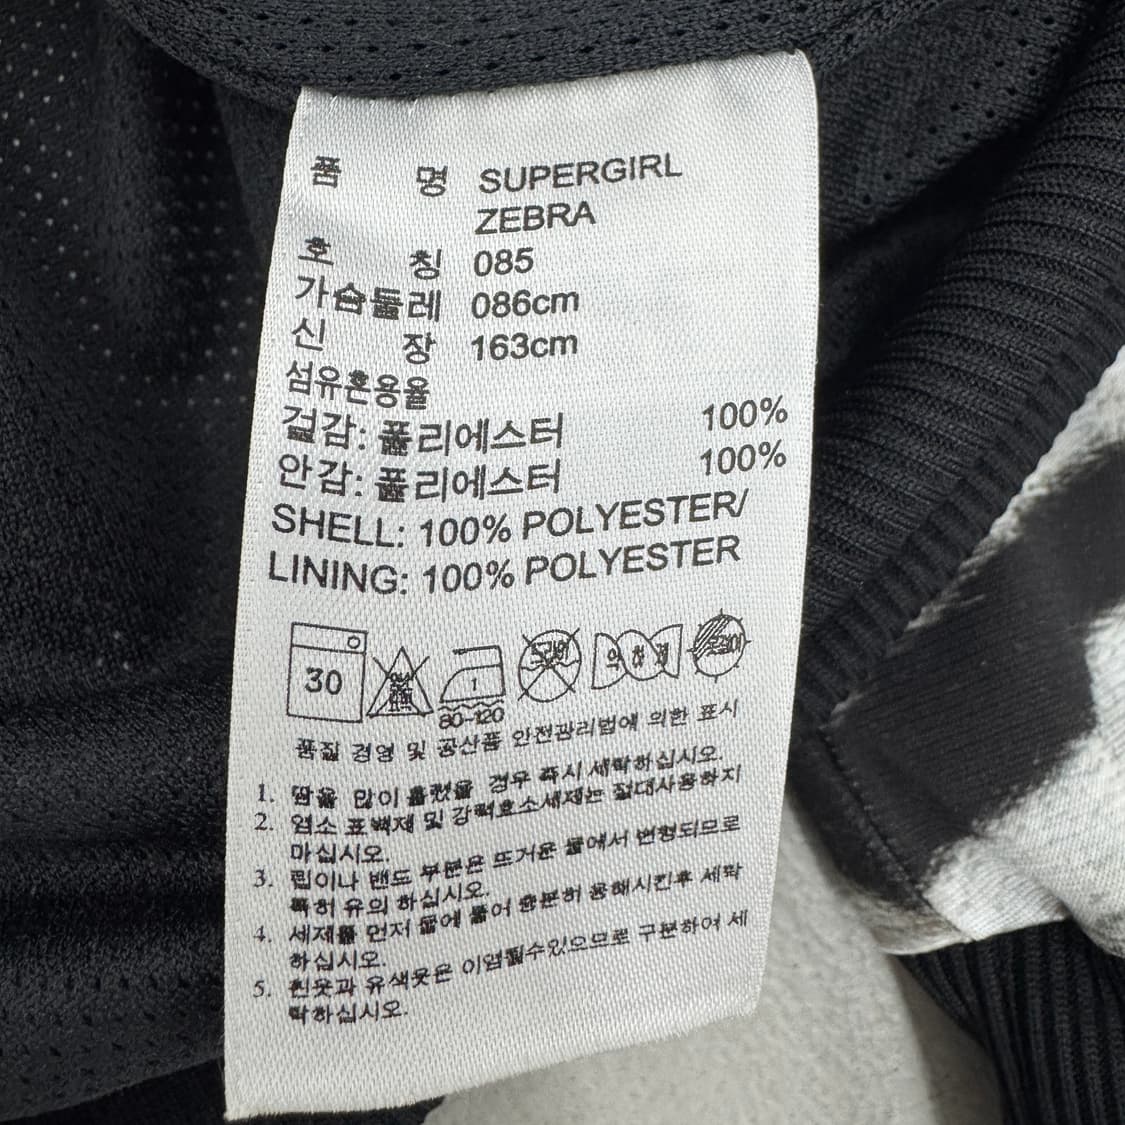 품 명 SUPERGIRL
ZEBRA
호 칭 085
가슴둘레 086cm
신 장 163cm
섬유혼용율
겉감: 폴리에스터 100%
안감: 폴리에스터 100%
SHELL: 100% POLYESTER/
LINING: 100% POLYESTER
30
80-120
품질 경영 및 공산품 안전관리법에 의한 표시
1. 땀을 많이 흘렸을 경우 즉시 세탁하십시오.
2. 염소 표백제 및 강력효소세제는 절대사용하지
마십시오.
3. 립이나 밴드 부분은 뜨거운 물에서 변형되므로
특히 유의 하십시오.
4. 세제를 먼저 물에 풀어 충분히 용해시킨후 세탁
하십시오.
5. 흰옷과 유색옷은 이염될수있으므로 구분하여 세
탁하십시오.